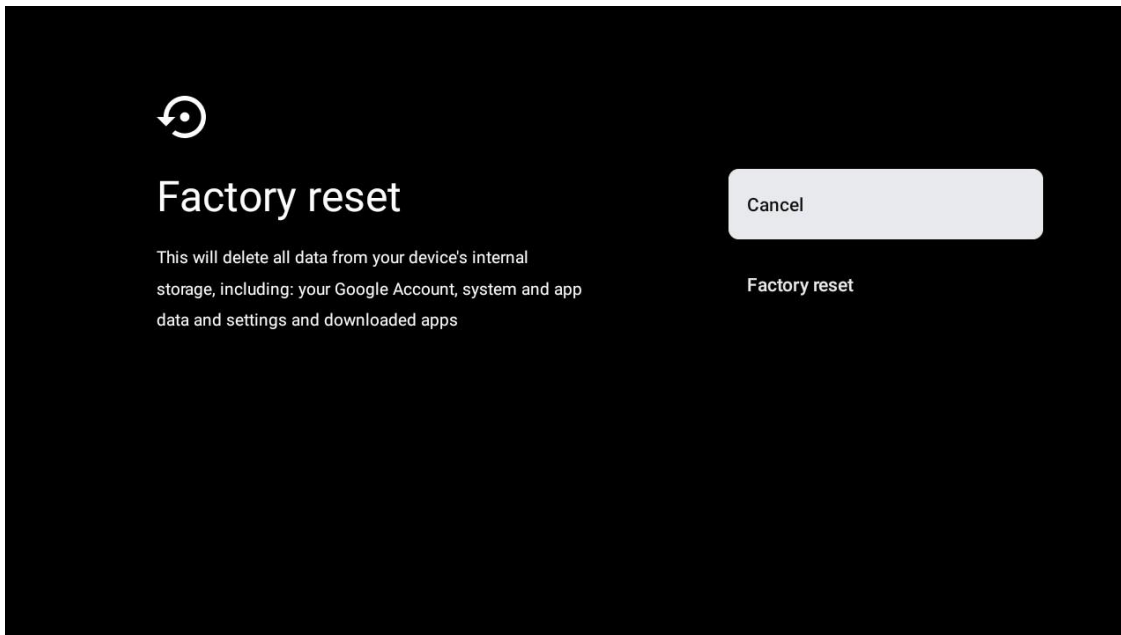 Factory reset
This will delete all data from your device's internal
storage, including: your Google Account, system and app
data and settings and downloaded apps
Cancel
Factory reset